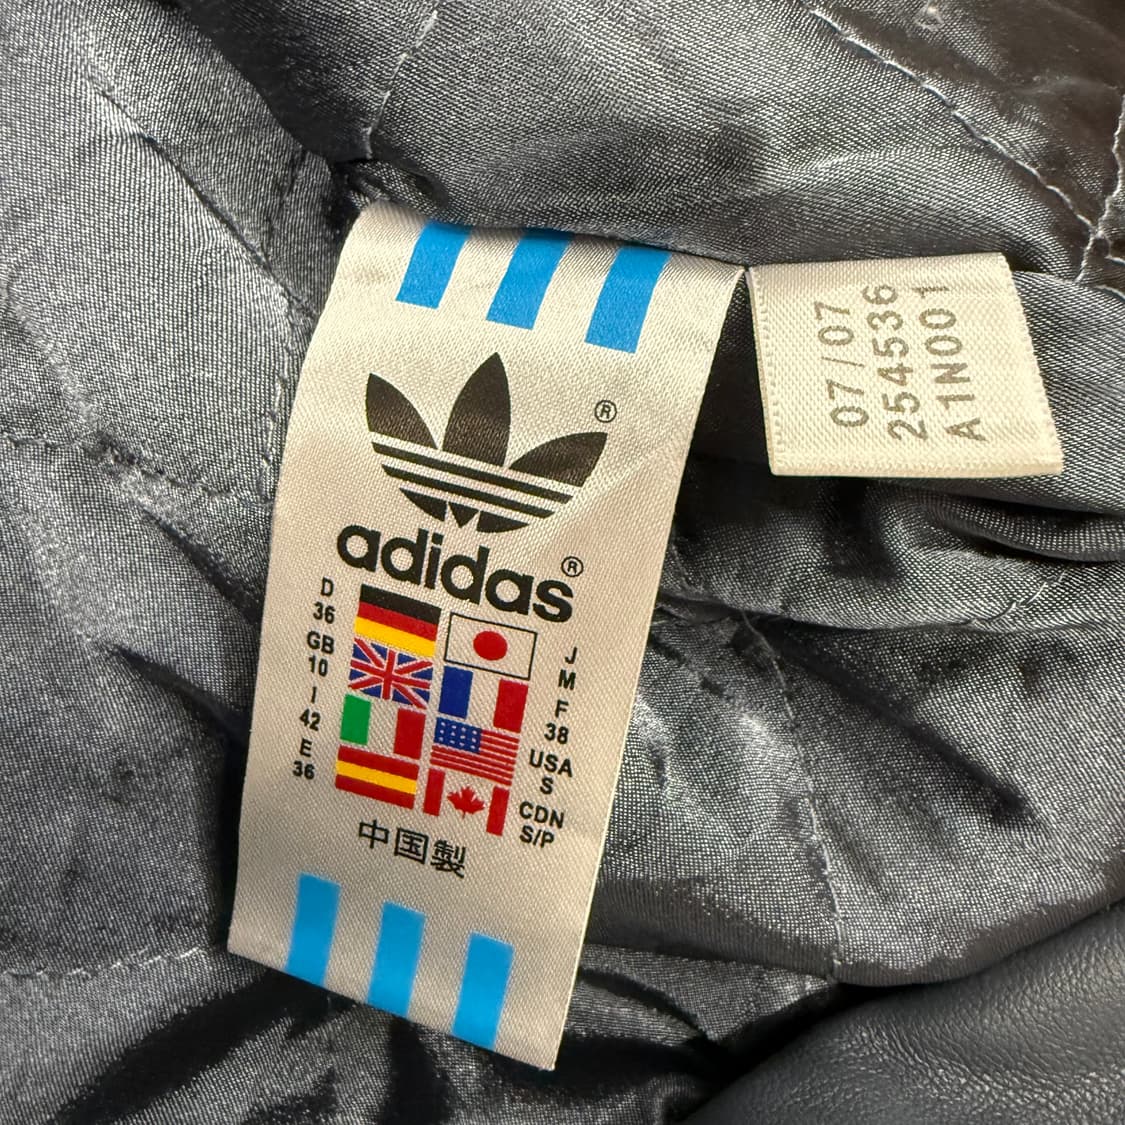 ®
adidas®
D
36
GB
10
I
42
E
36
J
M
F
38
USA
S
CDN
S/P
中国製
07/07
254536
A1N001